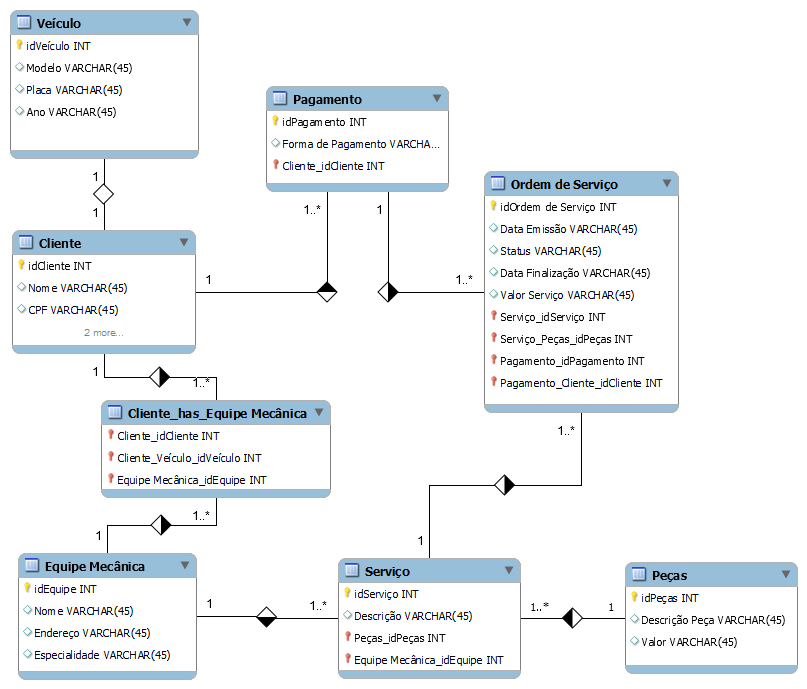 Veículo
idVeículo INT
Modelo VARCHAR(45)
Placa VARCHAR(45)
Ano VARCHAR(45)
1
1
Pagamento
idPagamento INT
Forma de Pagamento VARCHA...
Cliente_idCliente INT
1..*
1
Ordem de Serviço
idOrdem de Serviço INT
Data Emissão VARCHAR(45)
Status VARCHAR(45)
Data Finalização VARCHAR(45)
Valor Serviço VARCHAR(45)
Serviço_idServiço INT
Serviço_Peças_idPeças INT
Pagamento_idPagamento INT
Pagamento_Cliente_idCliente INT
1..*
1..*
Cliente
idCliente INT
Nome VARCHAR(45)
CPF VARCHAR(45)
2 more...
1
1
1..*
Cliente_has_Equipe Mecânica
Cliente_idCliente INT
Cliente_Veículo_idVeículo INT
Equipe Mecânica_idEquipe INT
1..*
1
Equipe Mecânica
idEquipe INT
Nome VARCHAR(45)
Endereço VARCHAR(45)
Especialidade VARCHAR(45)
1
1..*
1
Serviço
idServiço INT
Descrição VARCHAR(45)
Peças_idPeças INT
Equipe Mecânica_idEquipe INT
1..*
1
Peças
idPeças INT
Descrição Peça VARCHAR(45)
Valor VARCHAR(45)